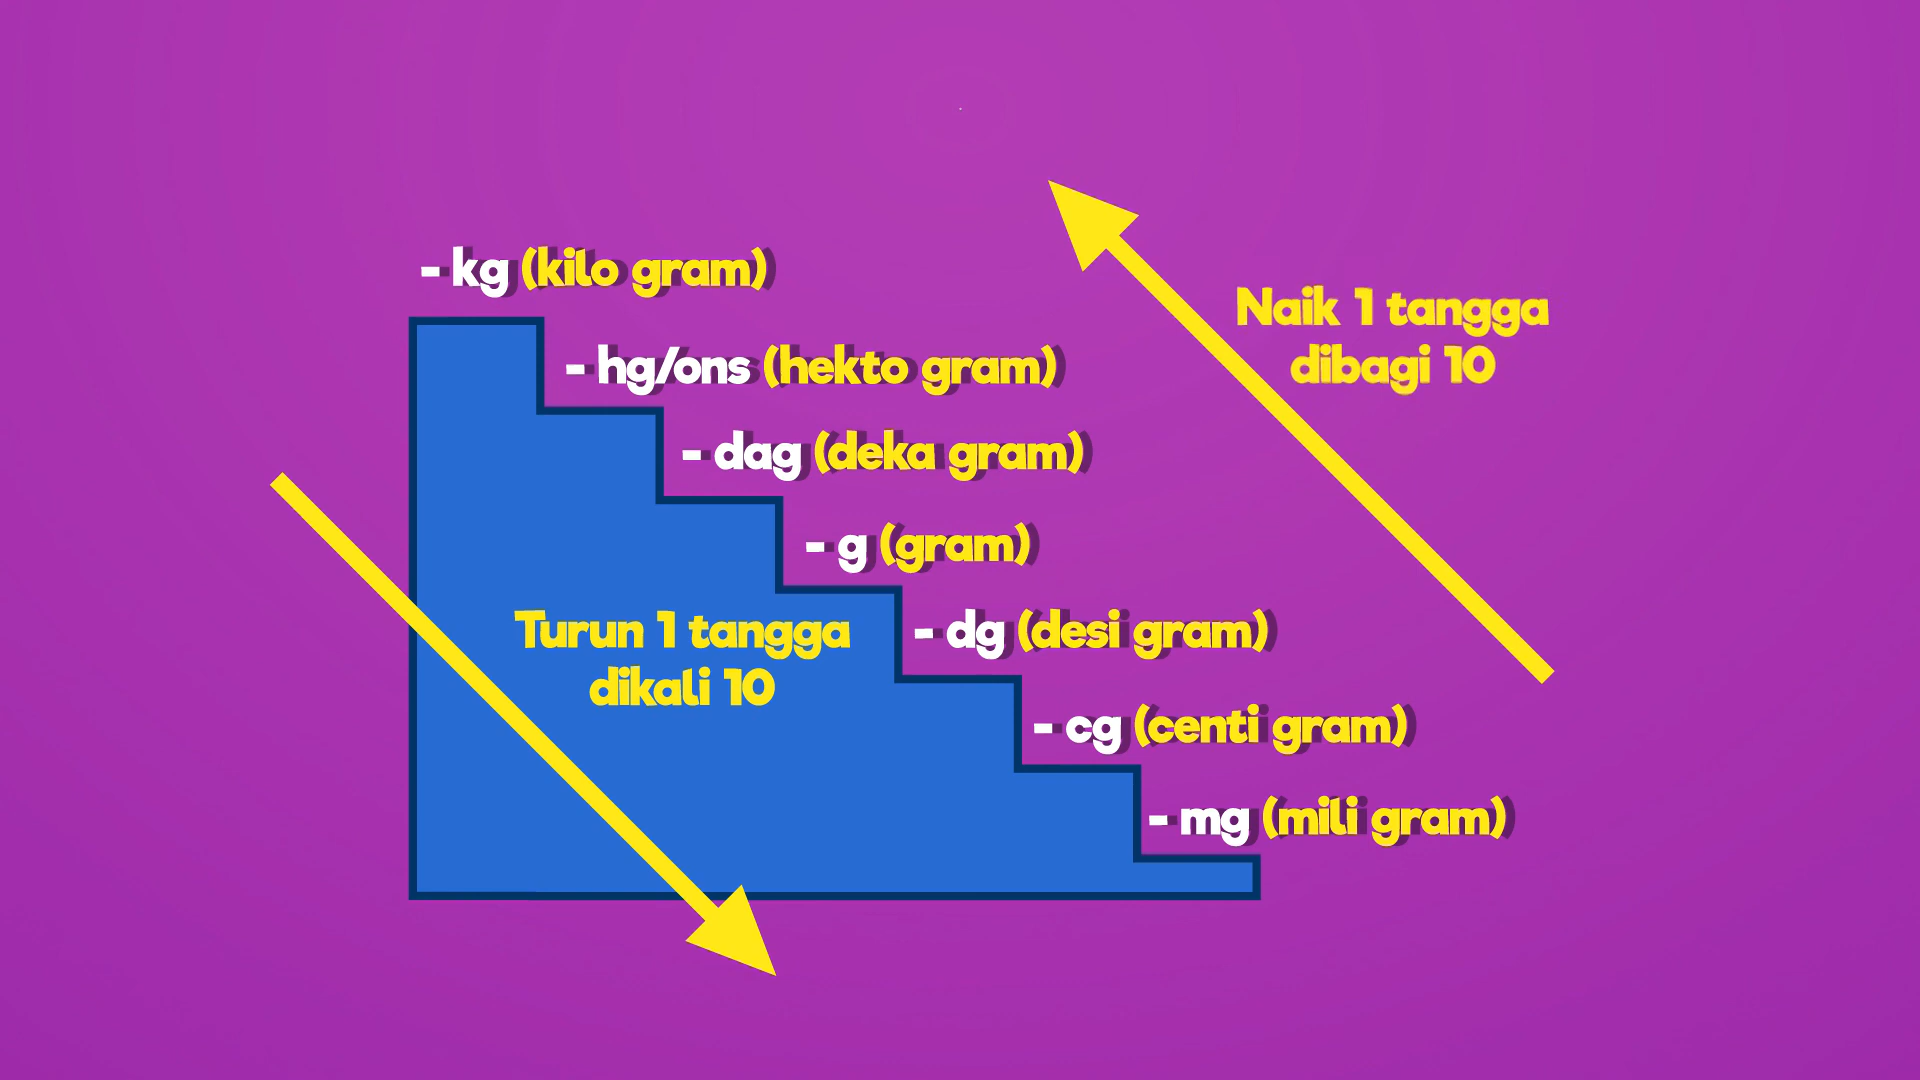 - kg (kilo gram)
- hg/ons (hekto gram)
- dag (deka gram)
- g (gram)
- dg (desi gram)
- cg (centi gram)
- mg (mili gram)
Naik 1 tangga
dibagi 10
Turun 1 tangga
dikali 10